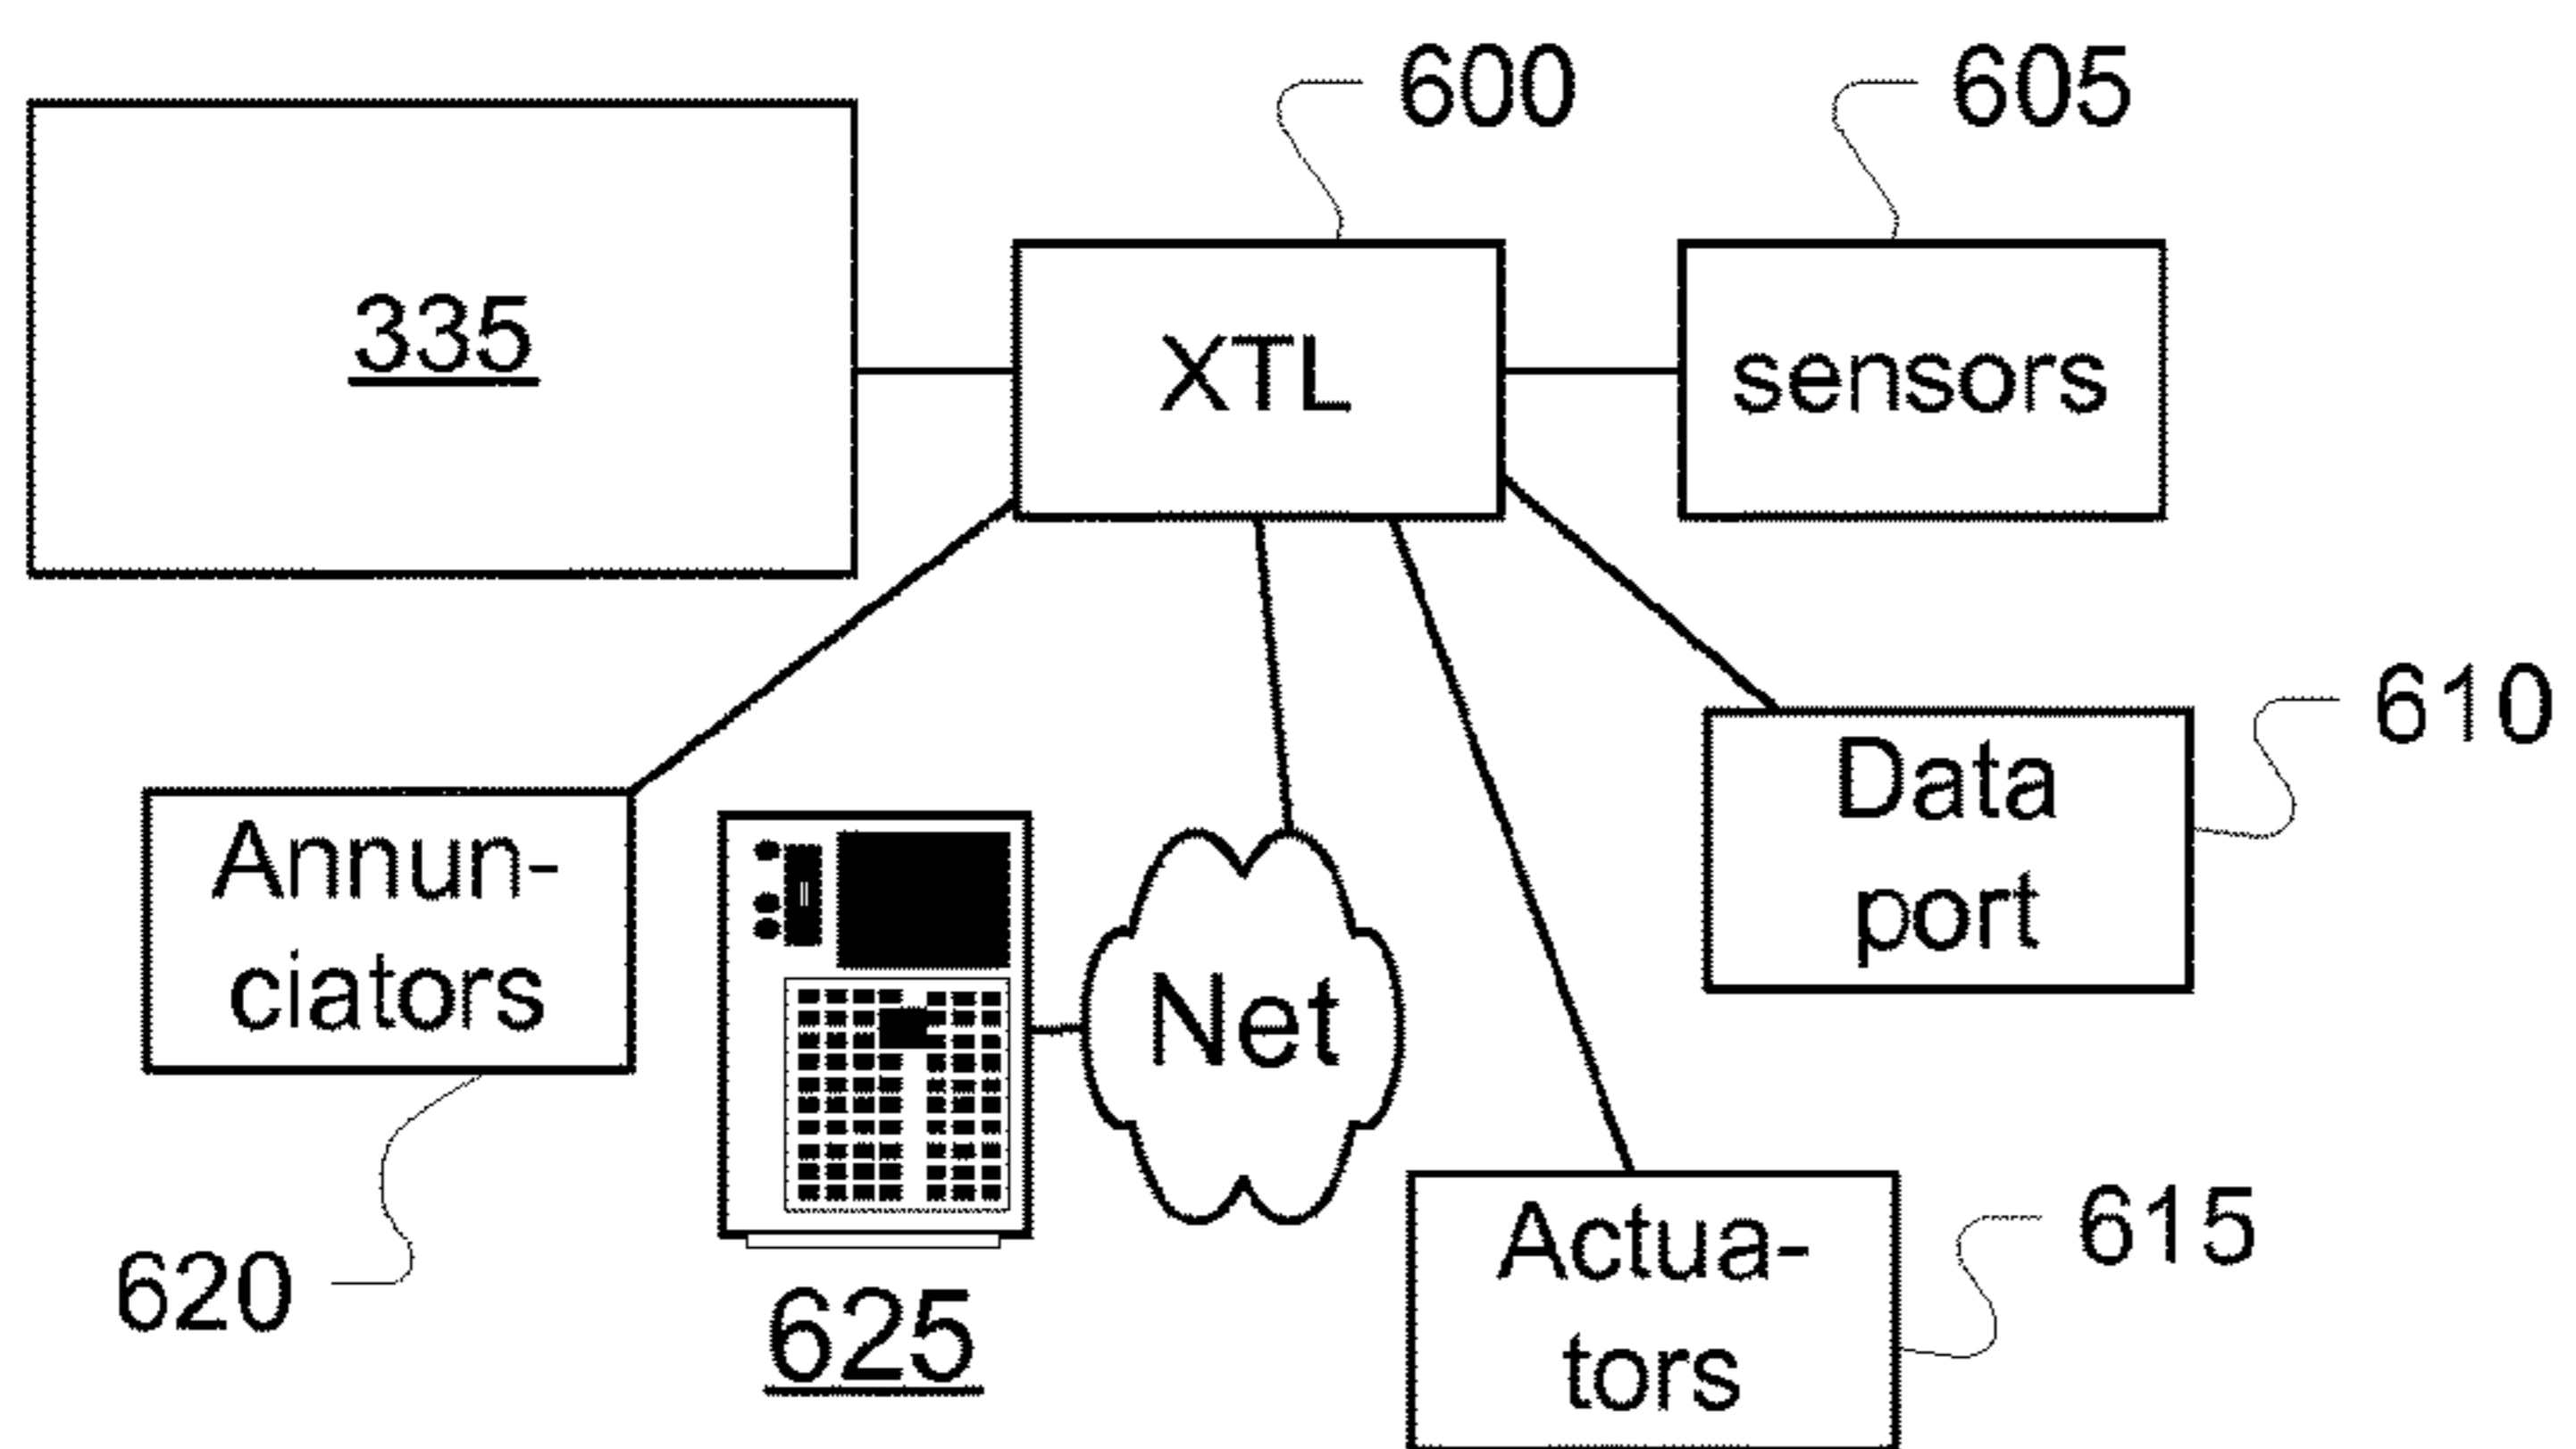 600
605
335
XTL
sensors
610
Data
port
Annun-
ciators
Net
615
Actua-
tors
620
625